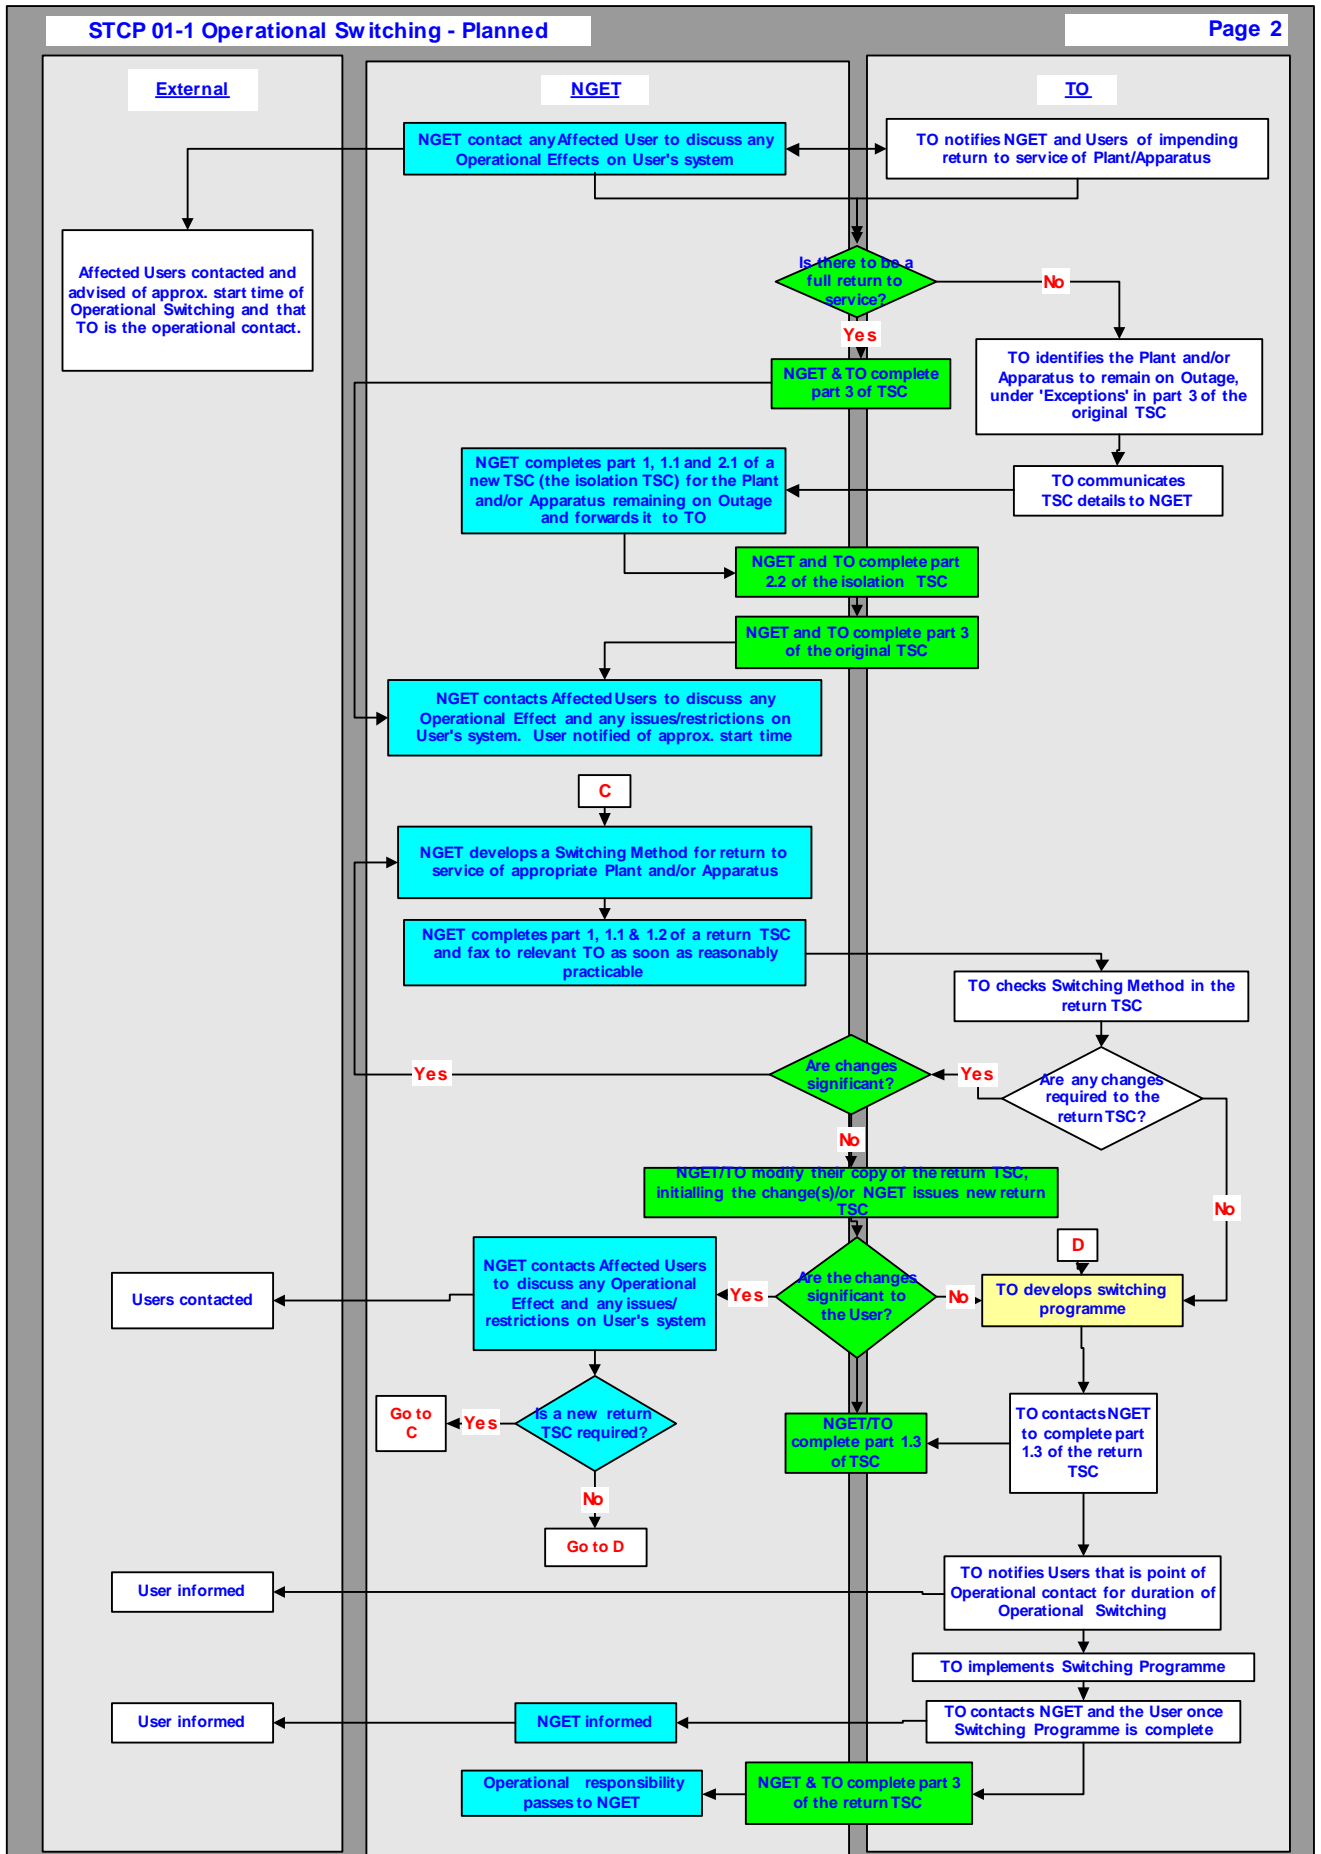 STCP 01-1 Operational Switching - Planned
Page 2
External
NGET
TO
NGET contact any Affected User to discuss any
Operational Effects on User's system
TO notifies NGET and Users of impending
return to service of Plant/Apparatus
Affected Users contacted and
advised of approx. start time of
Operational Switching and that
TO is the operational contact.
Is there to be a
full return to
service?
No
Yes
NGET & TO complete
part 3 of TSC
TO identifies the Plant and/or
Apparatus to remain on Outage,
under 'Exceptions' in part 3 of the
original TSC
NGET completes part 1, 1.1 and 2.1 of a
new TSC (the isolation TSC) for the Plant
and/or Apparatus remaining on Outage
and forwards it to TO
TO communicates
TSC details to NGET
NGET and TO complete part
2.2 of the isolation TSC
NGET and TO complete part 3
of the original TSC
NGET contacts Affected Users to discuss any
Operational Effect and any issues/restrictions on
User's system. User notified of approx. start time
C
NGET develops a Switching Method for return to
service of appropriate Plant and/or Apparatus
NGET completes part 1, 1.1 & 1.2 of a return TSC
and fax to relevant TO as soon as reasonably
practicable
TO checks Switching Method in the
return TSC
Are changes
significant?
Yes
Yes
Are any changes
required to the
return TSC?
No
NGET/TO modify their copy of the return TSC,
initialling the change(s)/or NGET issues new return
TSC
No
D
NGET contacts Affected Users
to discuss any Operational
Effect and any issues/
restrictions on User's system
Users contacted
Yes
Are the changes
significant to
the User?
No
TO develops switching
programme
Go to
C
Yes
Is a new return
TSC required?
NGET/TO
complete part 1.3
of TSC
TO contacts NGET
to complete part
1.3 of the return
TSC
No
Go to D
TO notifies Users that is point of
Operational contact for duration of
Operational Switching
User informed
TO implements Switching Programme
User informed
NGET informed
TO contacts NGET and the User once
Switching Programme is complete
Operational responsibility
passes to NGET
NGET & TO complete part 3
of the return TSC